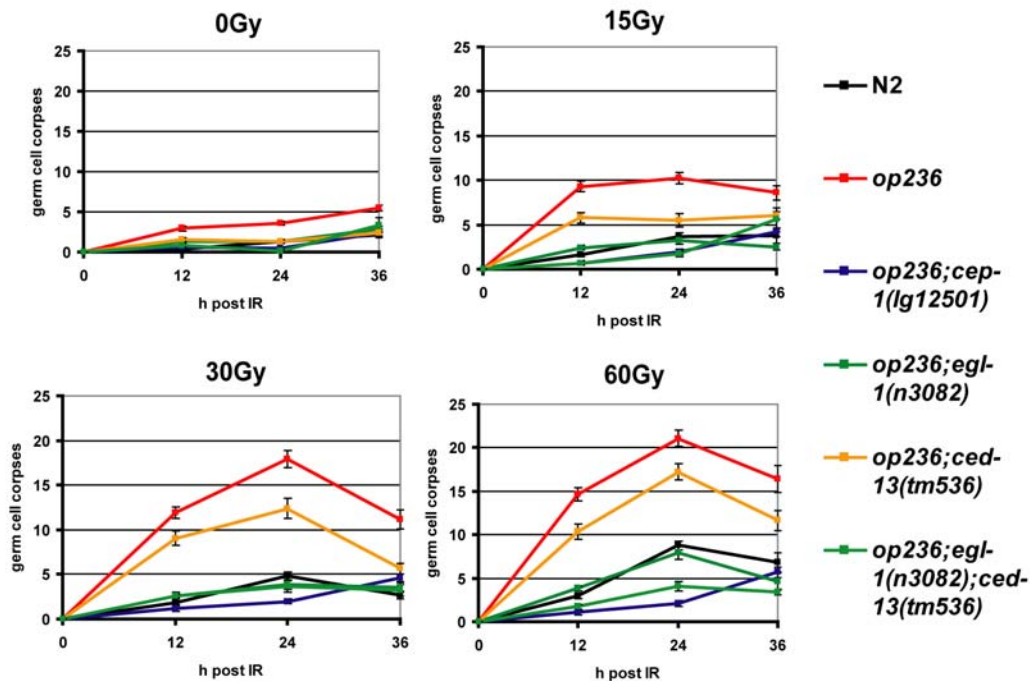 0Gy
25
20
15
10
5
0
germ cell corpses
0 12 24 36
h post IR
15Gy
25
20
15
10
5
0
germ cell corpses
0 12 24 36
h post IR
30Gy
25
20
15
10
5
0
germ cell corpses
0 12 24 36
h post IR
60Gy
25
20
15
10
5
0
germ cell corpses
0 12 24 36
h post IR
N2
op236
op236;cep-
1(lg12501)
op236;egl-
1(n3082)
op236;ced-
13(tm536)
op236;egl-
1(n3082);ced-
13(tm536)